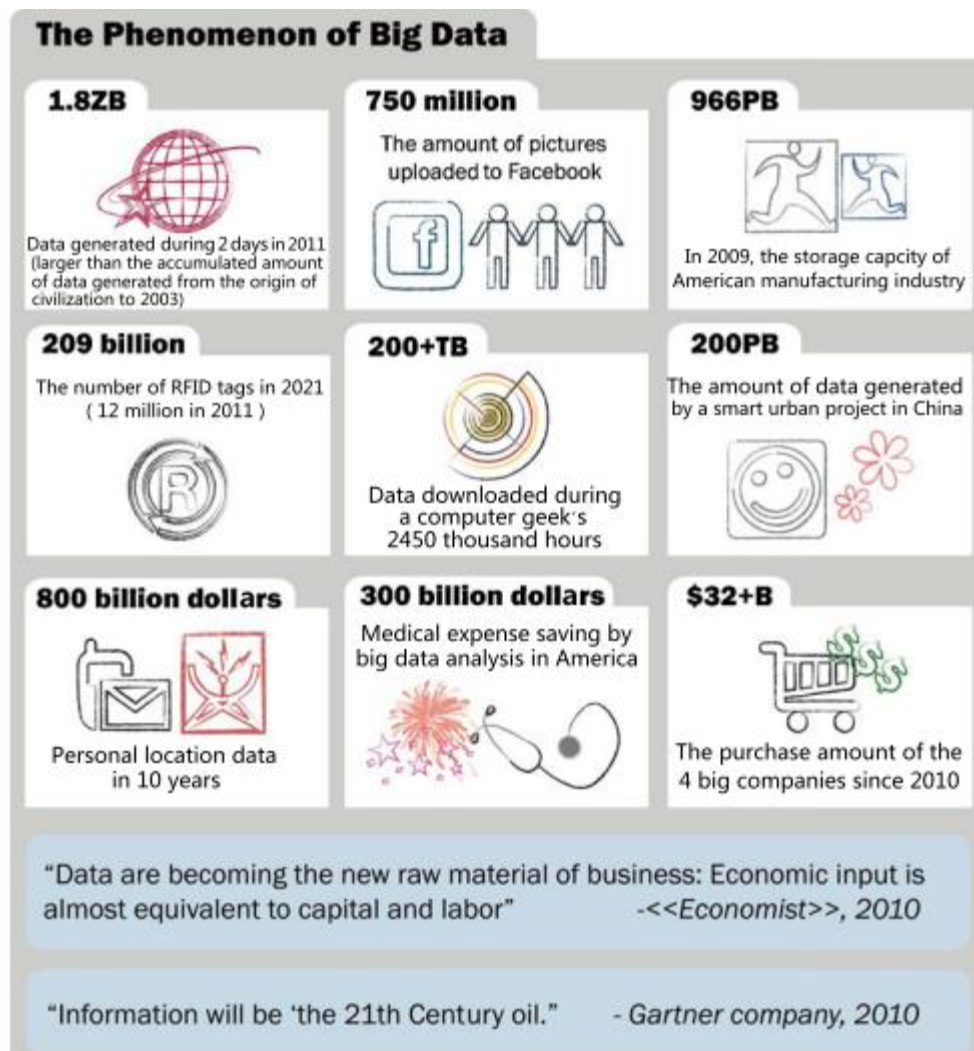 The Phenomenon of Big Data
1.8ZB
Data generated during 2 days in 2011
(larger than the accumulated amount
of data generated from the origin of
civilization to 2003)
750 million
The amount of pictures
uploaded to Facebook
f
966PB
In 2009, the storage capcity of
American manufacturing industry
209 billion
The number of RFID tags in 2021
( 12 million in 2011 )
R
200+TB
Data downloaded during
a computer geek's
2450 thousand hours
200PB
The amount of data generated
by a smart urban project in China
800 billion dollars
Personal location data
in 10 years
300 billion dollars
Medical expense saving by
big data analysis in America
$32+B
$$$
The purchase amount of the
4 big companies since 2010
“Data are becoming the new raw material of business: Economic input is
almost equivalent to capital and labor” -<<Economist>>, 2010
“Information will be ‘the 21th Century oil.” - Gartner company, 2010